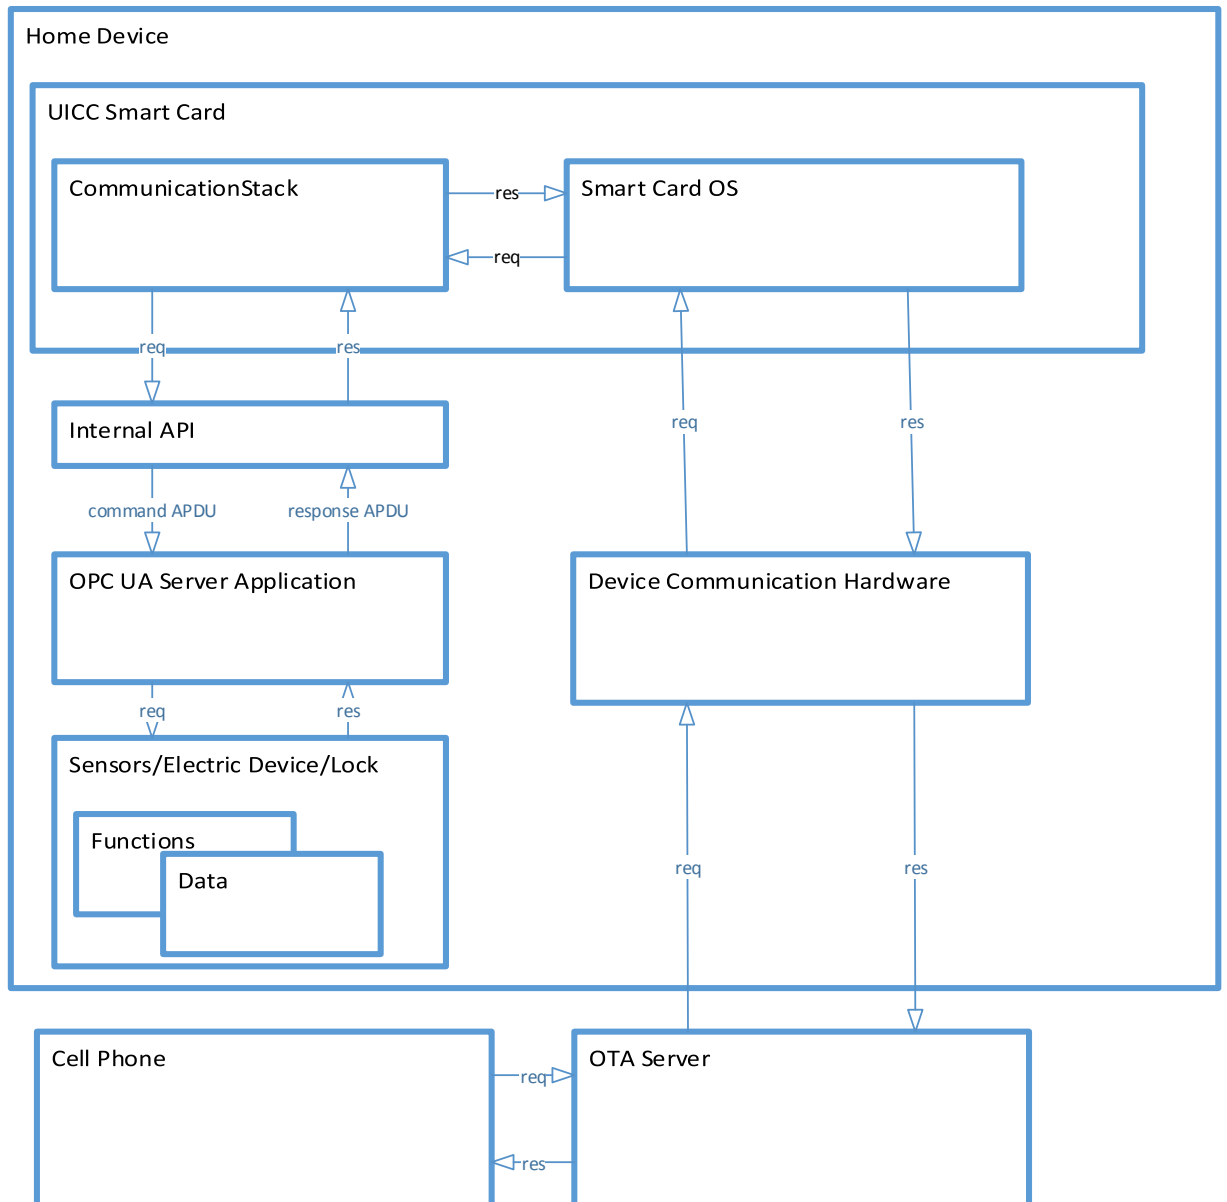 Home Device
UICC Smart Card
CommunicationStack
res
Smart Card OS
req
req
res
Internal API
req
res
command APDU
response APDU
OPC UA Server Application
Device Communication Hardware
req
res
Sensors/Electric Device/Lock
Functions
Data
req
res
Cell Phone
OTA Server
req
res